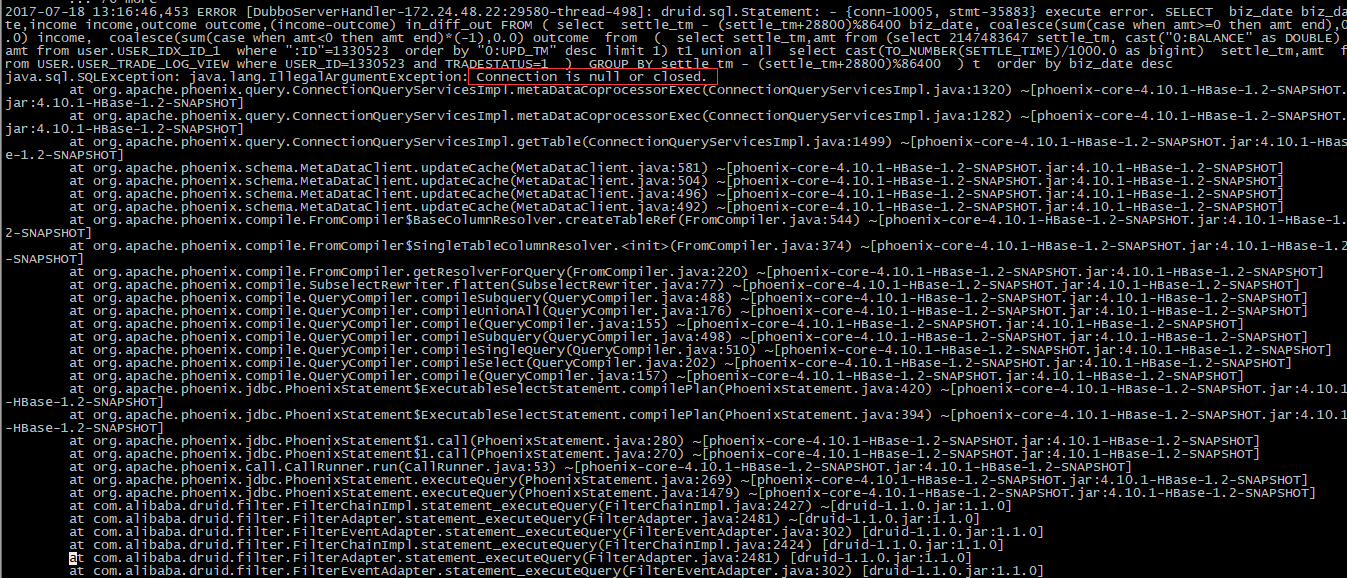 ... 70 more
2017-07-18 13:16:46,453 ERROR [DubboServerHandler-172.24.48.22:29580-thread-498]: druid.sql.Statement: - {conn-10005, stmt-35883} execute error. SELECT  biz_date biz_da
te,income income,outcome outcome,(income-outcome) in_diff_out FROM ( select  settle_tm - (settle_tm+28800)%86400 biz_date, coalesce(sum(case when amt>=0 then amt end),0
.0) income,  coalesce(sum(case when amt<0 then amt end)*(-1),0.0) outcome  from  ( select settle_tm,amt from (select 2147483647 settle_tm, cast("0:BALANCE" as DOUBLE)
amt from user.USER_IDX_ID_1  where ":ID"=1330523  order by "0:UPD_TM" desc limit 1) t1 union all  select cast(TO_NUMBER(SETTLE_TIME)/1000.0 as bigint)  settle_tm,amt  f
rom USER.USER_TRADE_LOG_VIEW where USER_ID=1330523 and TRADESTATUS=1  )  GROUP BY settle_tm - (settle_tm+28800)%86400  ) t  order by biz_date desc
java.sql.SQLException: java.lang.IllegalArgumentException: Connection is null or closed.
at org.apache.phoenix.query.ConnectionQueryServicesImpl.metaDataCoprocessorExec(ConnectionQueryServicesImpl.java:1320) ~[phoenix-core-4.10.1-HBase-1.2-SNAPSHOT.
jar:4.10.1-HBase-1.2-SNAPSHOT]
at org.apache.phoenix.query.ConnectionQueryServicesImpl.metaDataCoprocessorExec(ConnectionQueryServicesImpl.java:1282) ~[phoenix-core-4.10.1-HBase-1.2-SNAPSHOT.
jar:4.10.1-HBase-1.2-SNAPSHOT]
at org.apache.phoenix.query.ConnectionQueryServicesImpl.getTable(ConnectionQueryServicesImpl.java:1499) ~[phoenix-core-4.10.1-HBase-1.2-SNAPSHOT.jar:4.10.1-HBas
e-1.2-SNAPSHOT]
at org.apache.phoenix.schema.MetaDataClient.updateCache(MetaDataClient.java:581) ~[phoenix-core-4.10.1-HBase-1.2-SNAPSHOT.jar:4.10.1-HBase-1.2-SNAPSHOT]
at org.apache.phoenix.schema.MetaDataClient.updateCache(MetaDataClient.java:504) ~[phoenix-core-4.10.1-HBase-1.2-SNAPSHOT.jar:4.10.1-HBase-1.2-SNAPSHOT]
at org.apache.phoenix.schema.MetaDataClient.updateCache(MetaDataClient.java:496) ~[phoenix-core-4.10.1-HBase-1.2-SNAPSHOT.jar:4.10.1-HBase-1.2-SNAPSHOT]
at org.apache.phoenix.schema.MetaDataClient.updateCache(MetaDataClient.java:492) ~[phoenix-core-4.10.1-HBase-1.2-SNAPSHOT.jar:4.10.1-HBase-1.2-SNAPSHOT]
at org.apache.phoenix.compile.FromCompiler$BaseColumnResolver.createTableRef(FromCompiler.java:544) ~[phoenix-core-4.10.1-HBase-1.2-SNAPSHOT.jar:4.10.1-HBase-1.
2-SNAPSHOT]
at org.apache.phoenix.compile.FromCompiler$SingleTableColumnResolver.<init>(FromCompiler.java:374) ~[phoenix-core-4.10.1-HBase-1.2-SNAPSHOT.jar:4.10.1-HBase-1.2
-SNAPSHOT]
at org.apache.phoenix.compile.FromCompiler.getResolverForQuery(FromCompiler.java:220) ~[phoenix-core-4.10.1-HBase-1.2-SNAPSHOT.jar:4.10.1-HBase-1.2-SNAPSHOT]
at org.apache.phoenix.compile.SubselectRewriter.flatten(SubselectRewriter.java:77) ~[phoenix-core-4.10.1-HBase-1.2-SNAPSHOT.jar:4.10.1-HBase-1.2-SNAPSHOT]
at org.apache.phoenix.compile.QueryCompiler.compileSubquery(QueryCompiler.java:488) ~[phoenix-core-4.10.1-HBase-1.2-SNAPSHOT.jar:4.10.1-HBase-1.2-SNAPSHOT]
at org.apache.phoenix.compile.QueryCompiler.compileUnionAll(QueryCompiler.java:176) ~[phoenix-core-4.10.1-HBase-1.2-SNAPSHOT.jar:4.10.1-HBase-1.2-SNAPSHOT]
at org.apache.phoenix.compile.QueryCompiler.compile(QueryCompiler.java:155) ~[phoenix-core-4.10.1-HBase-1.2-SNAPSHOT.jar:4.10.1-HBase-1.2-SNAPSHOT]
at org.apache.phoenix.compile.QueryCompiler.compileSubquery(QueryCompiler.java:498) ~[phoenix-core-4.10.1-HBase-1.2-SNAPSHOT.jar:4.10.1-HBase-1.2-SNAPSHOT]
at org.apache.phoenix.compile.QueryCompiler.compileSingleQuery(QueryCompiler.java:510) ~[phoenix-core-4.10.1-HBase-1.2-SNAPSHOT.jar:4.10.1-HBase-1.2-SNAPSHOT]
at org.apache.phoenix.compile.QueryCompiler.compileSelect(QueryCompiler.java:202) ~[phoenix-core-4.10.1-HBase-1.2-SNAPSHOT.jar:4.10.1-HBase-1.2-SNAPSHOT]
at org.apache.phoenix.compile.QueryCompiler.compile(QueryCompiler.java:157) ~[phoenix-core-4.10.1-HBase-1.2-SNAPSHOT.jar:4.10.1-HBase-1.2-SNAPSHOT]
at org.apache.phoenix.jdbc.PhoenixStatement$ExecutableSelectStatement.compilePlan(PhoenixStatement.java:420) ~[phoenix-core-4.10.1-HBase-1.2-SNAPSHOT.jar:4.10.1
-HBase-1.2-SNAPSHOT]
at org.apache.phoenix.jdbc.PhoenixStatement$ExecutableSelectStatement.compilePlan(PhoenixStatement.java:394) ~[phoenix-core-4.10.1-HBase-1.2-SNAPSHOT.jar:4.10.1
-HBase-1.2-SNAPSHOT]
at org.apache.phoenix.jdbc.PhoenixStatement$1.call(PhoenixStatement.java:280) ~[phoenix-core-4.10.1-HBase-1.2-SNAPSHOT.jar:4.10.1-HBase-1.2-SNAPSHOT]
at org.apache.phoenix.jdbc.PhoenixStatement$1.call(PhoenixStatement.java:270) ~[phoenix-core-4.10.1-HBase-1.2-SNAPSHOT.jar:4.10.1-HBase-1.2-SNAPSHOT]
at org.apache.phoenix.call.CallRunner.run(CallRunner.java:53) ~[phoenix-core-4.10.1-HBase-1.2-SNAPSHOT.jar:4.10.1-HBase-1.2-SNAPSHOT]
at org.apache.phoenix.jdbc.PhoenixStatement.executeQuery(PhoenixStatement.java:269) ~[phoenix-core-4.10.1-HBase-1.2-SNAPSHOT.jar:4.10.1-HBase-1.2-SNAPSHOT]
at org.apache.phoenix.jdbc.PhoenixStatement.executeQuery(PhoenixStatement.java:1479) ~[phoenix-core-4.10.1-HBase-1.2-SNAPSHOT.jar:4.10.1-HBase-1.2-SNAPSHOT]
at com.alibaba.druid.filter.FilterChainImpl.statement_executeQuery(FilterChainImpl.java:2427) ~[druid-1.1.0.jar:1.1.0]
at com.alibaba.druid.filter.FilterAdapter.statement_executeQuery(FilterAdapter.java:2481) ~[druid-1.1.0.jar:1.1.0]
at com.alibaba.druid.filter.FilterEventAdapter.statement_executeQuery(FilterEventAdapter.java:302) [druid-1.1.0.jar:1.1.0]
at com.alibaba.druid.filter.FilterChainImpl.statement_executeQuery(FilterChainImpl.java:2424) [druid-1.1.0.jar:1.1.0]
at com.alibaba.druid.filter.FilterAdapter.statement_executeQuery(FilterAdapter.java:2481) [druid-1.1.0.jar:1.1.0]
at com.alibaba.druid.filter.FilterEventAdapter.statement_executeQuery(FilterEventAdapter.java:302) [druid-1.1.0.jar:1.1.0]